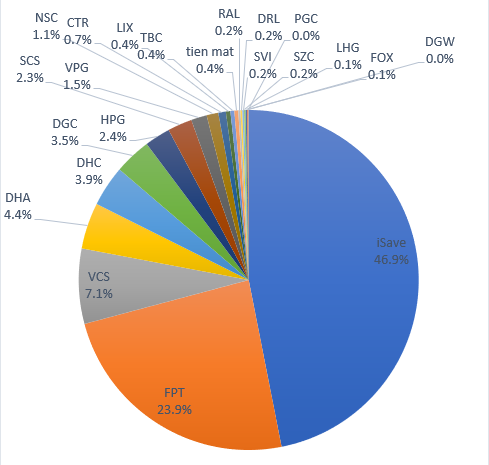 iSave
46.9%
FPT
23.9%
VCS
7.1%
DHA
4.4%
DHC
3.9%
DGC
3.5%
HPG
2.4%
SCS
2.3%
VPG
1.5%
NSC
1.1%
CTR
0.7%
LIX
0.4%
TBC
0.4%
tien mat
0.4%
RAL
0.2%
DRL
0.2%
SVI
0.2%
SZC
0.2%
PGC
0.0%
LHG
0.1%
FOX
0.1%
DGW
0.0%